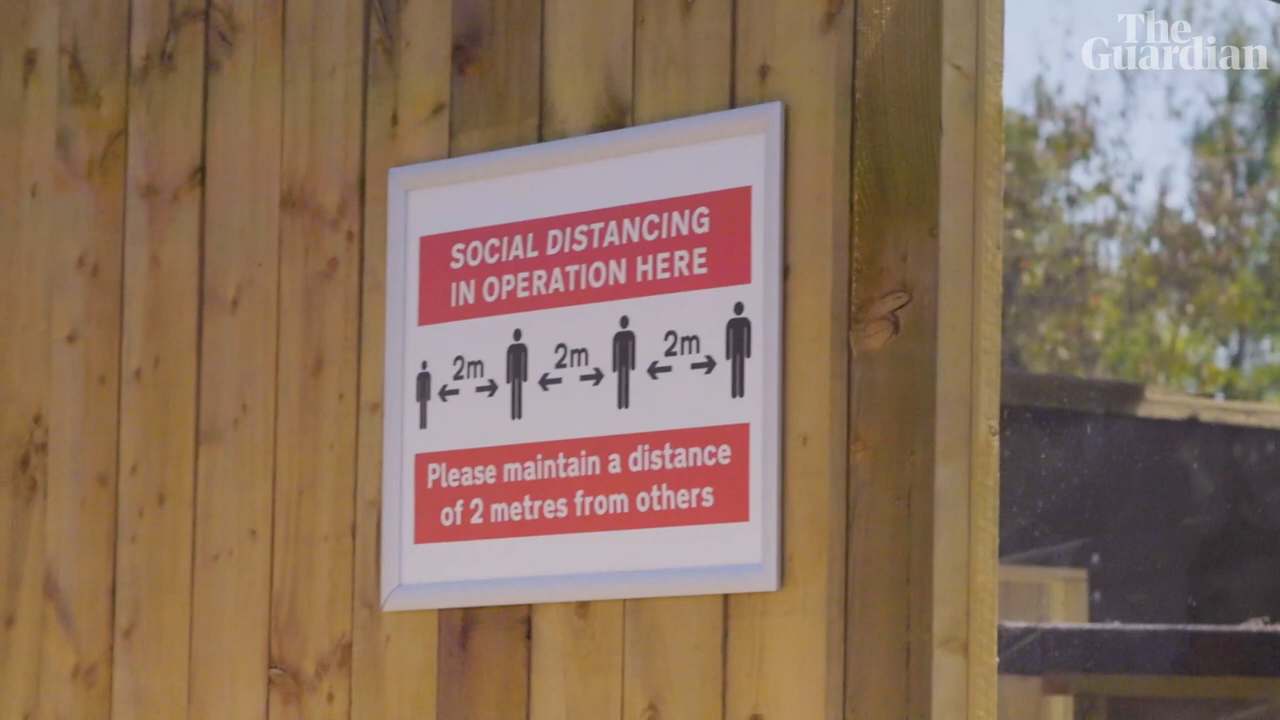 The
Guardian
SOCIAL DISTANCING
IN OPERATION HERE
2m 2m 2m
Please maintain a distance
of 2 metres from others